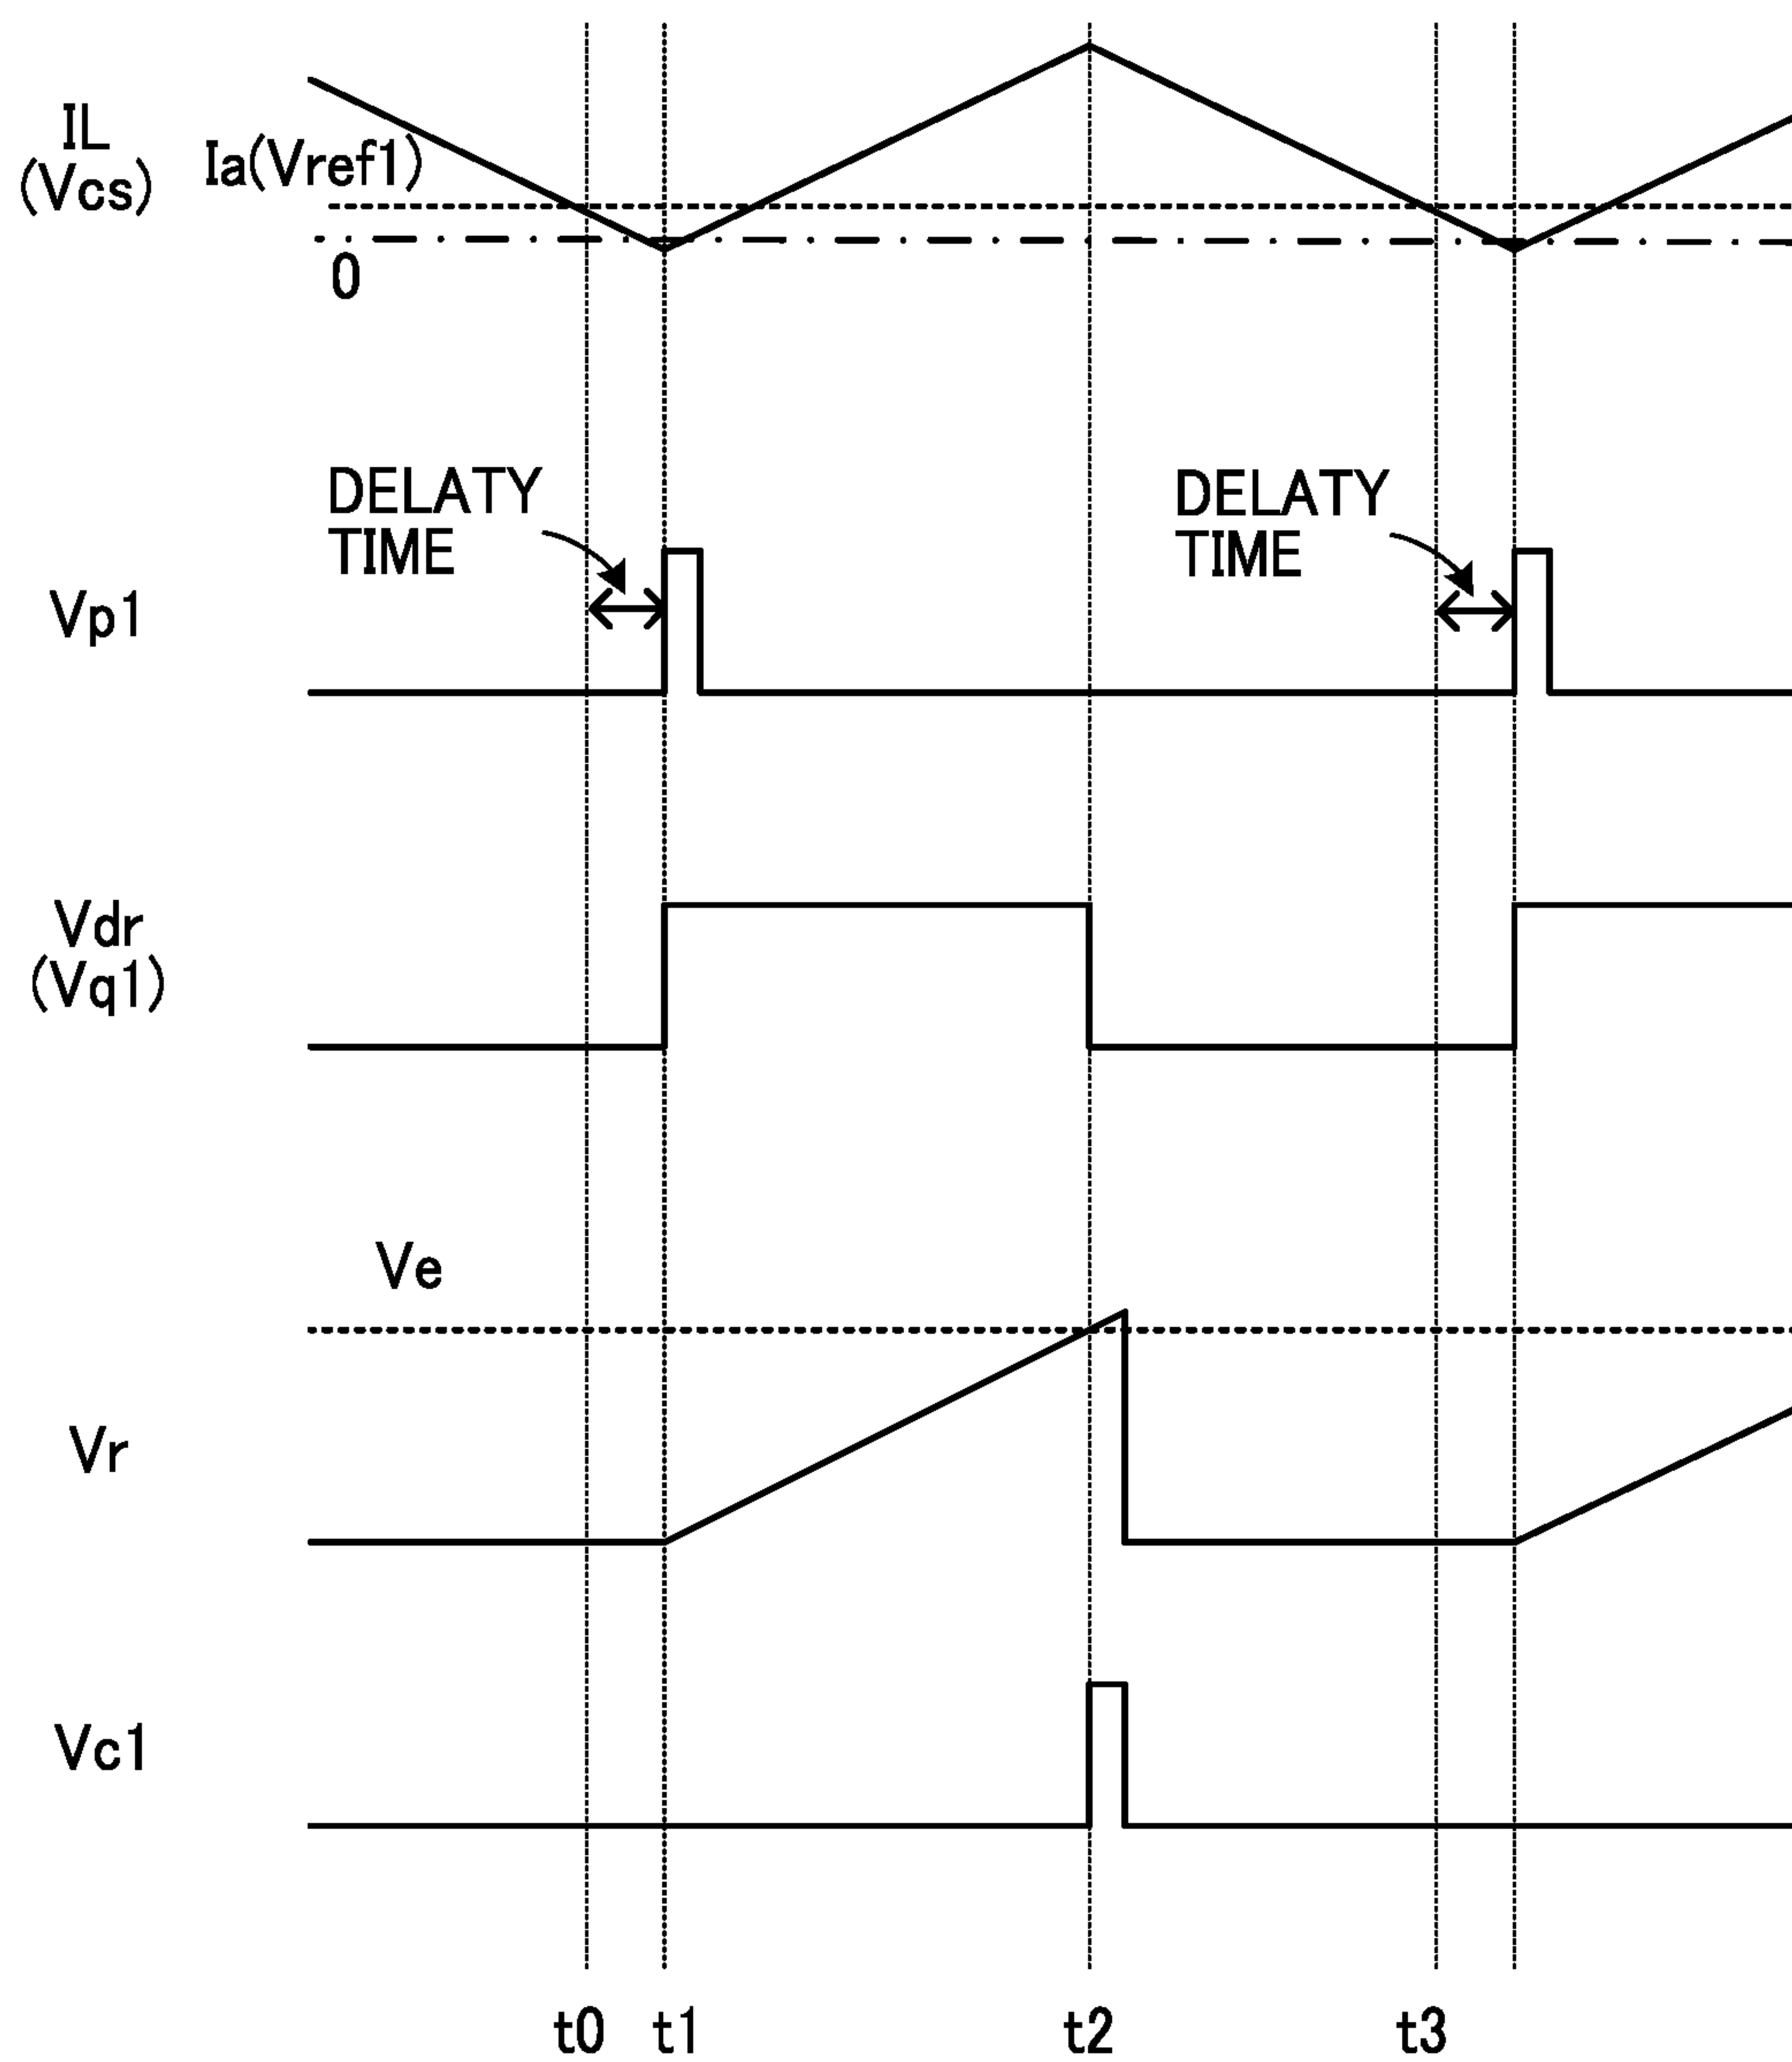 IL
(Vcs)
Ia(Vref1)
0
DELATY
TIME
DELATY
TIME
Vp1
Vdr
(Vq1)
Ve
Vr
Vc1
t0 t1 t2 t3